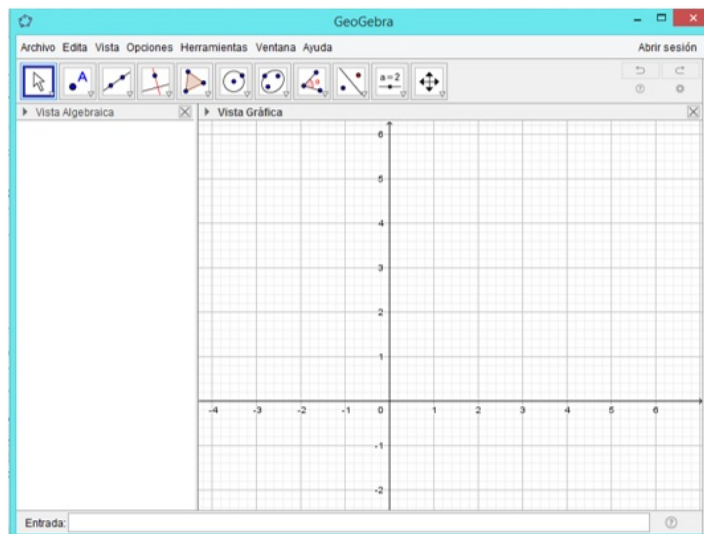 GeoGebra
Archivo Edita Vista Opciones Herramientas Ventana Ayuda Abrir sesión
A α a=2
Vista Algebraica Vista Gráfica
6
5
4
3
2
1
-4 -3 -2 -1 0 1 2 3 4 5 6
-1
-2
Entrada: